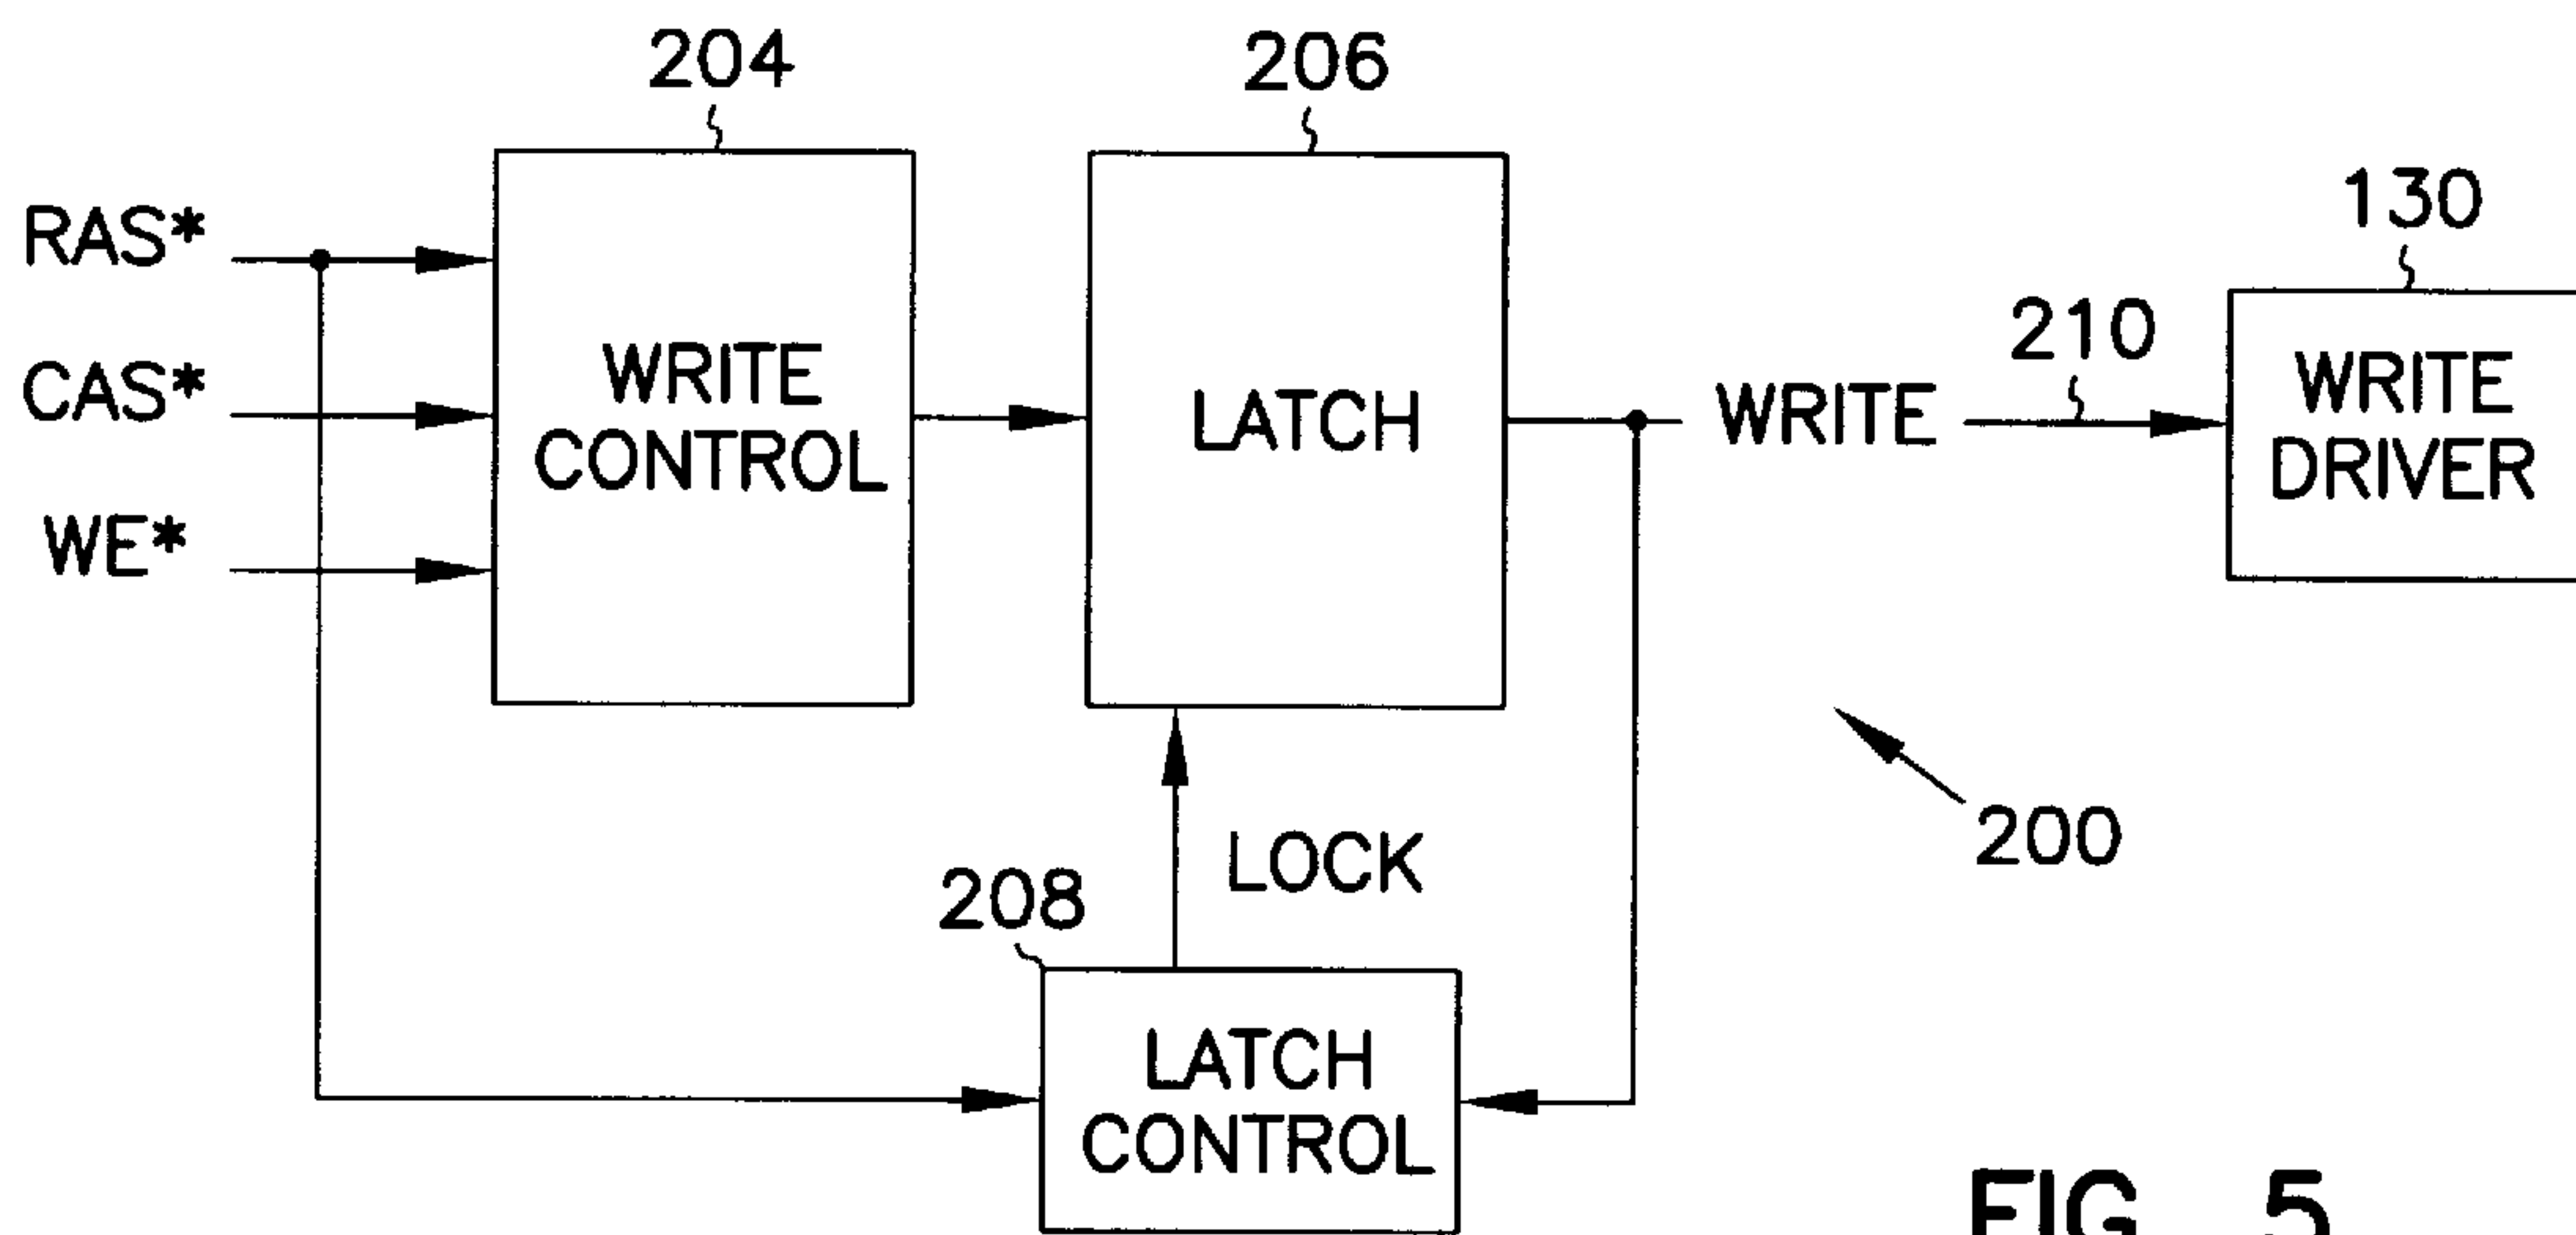 204
206
130
RAS*
CAS*
WE*
WRITE
CONTROL
LATCH
WRITE
210
WRITE
DRIVER
LOCK
200
208
LATCH
CONTROL
FIG. 5